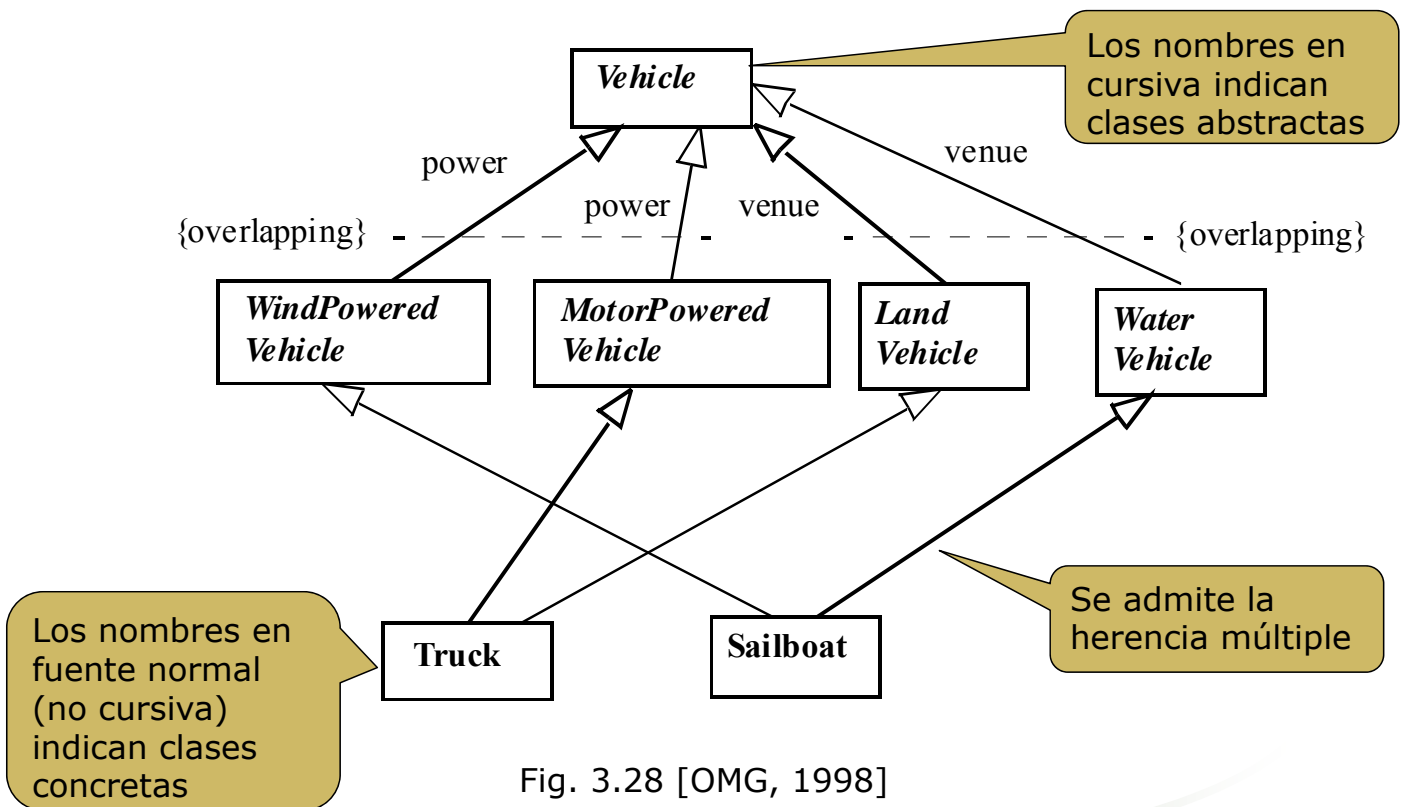 Vehicle
Los nombres en
cursiva indican
clases abstractas
power
venue
power
venue
{overlapping}
{overlapping}
WindPowered
Vehicle
MotorPowered
Vehicle
Land
Vehicle
Water
Vehicle
Los nombres en
fuente normal
(no cursiva)
indican clases
concretas
Truck
Sailboat
Se admite la
herencia múltiple
Fig. 3.28 [OMG, 1998]